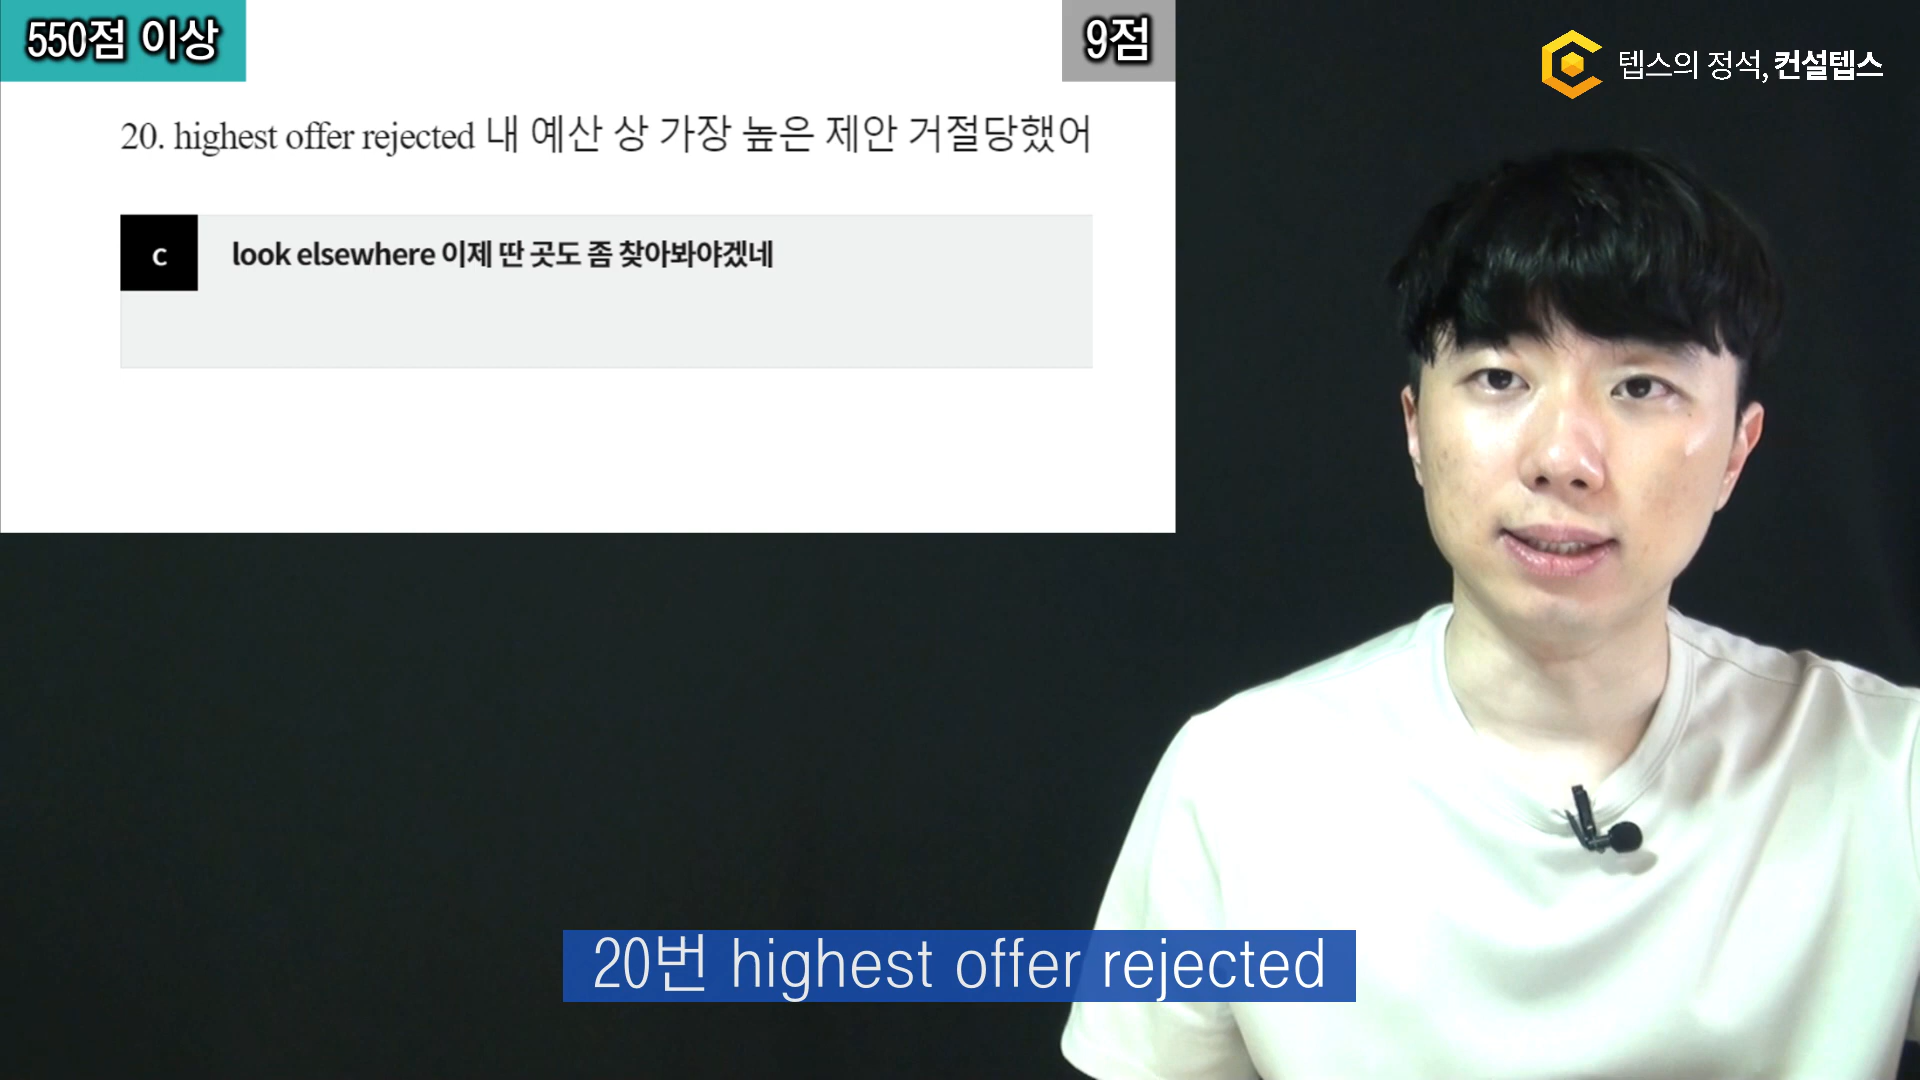 550점 이상
9점
텝스의 정석, 컨설텝스
20. highest offer rejected 내 예산 상 가장 높은 제안 거절당했어
C
look elsewhere 이제 딴 곳도 좀 찾아봐야겠네
20번 highest offer rejected